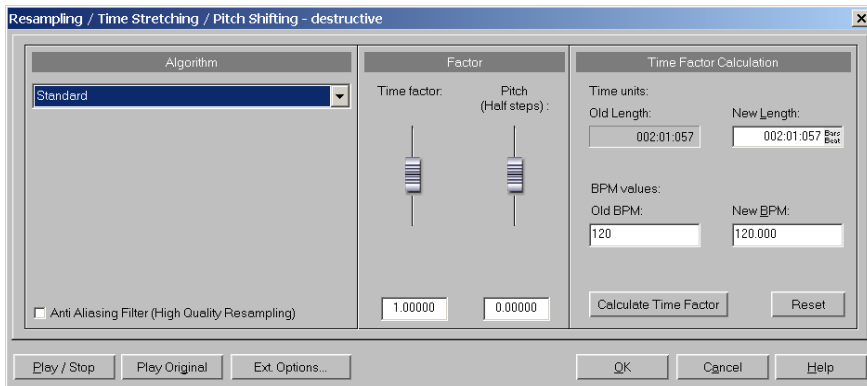 Resampling / Time Stretching / Pitch Shifting - destructive
Algorithm
Standard
Anti Aliasing Filter (High Quality Resampling)
Factor
Time factor:
Pitch
(Half steps) :
1.00000
0.00000
Time Factor Calculation
Time units:
Old Length:
New Length:
002:01:057
002:01:057 Bars
Beat
BPM values:
Old BPM:
New BPM:
120
120.000
Calculate Time Factor
Reset
Play / Stop
Play Original
Ext. Options...
OK
Cancel
Help